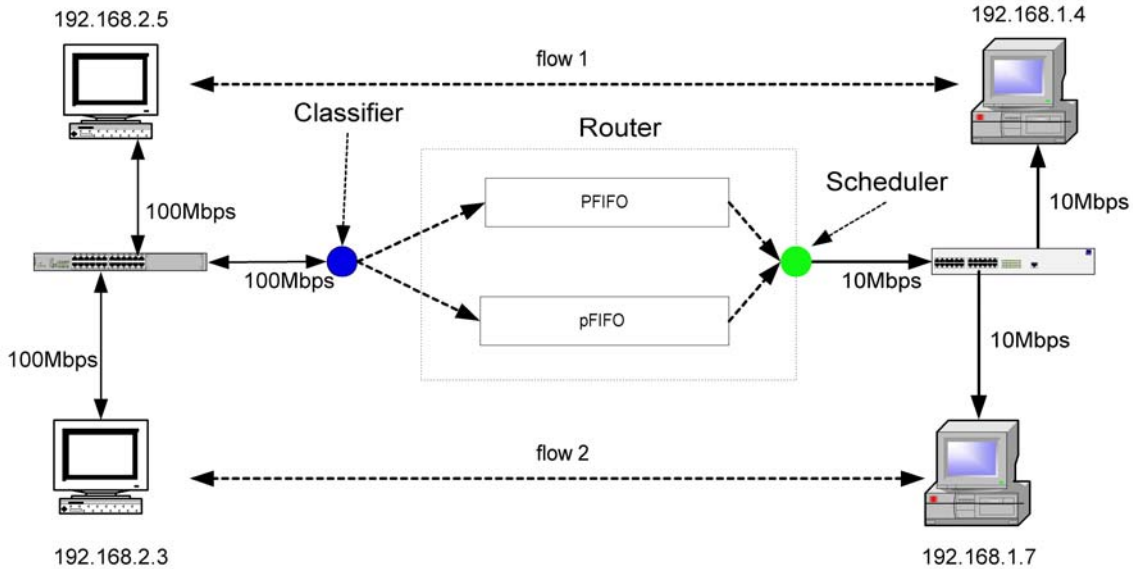 192.168.2.5
192.168.1.4
flow 1
Classifier
Router
Scheduler
PFIFO
100Mbps
10Mbps
100Mbps
10Mbps
pFIFO
100Mbps
10Mbps
flow 2
192.168.2.3
192.168.1.7